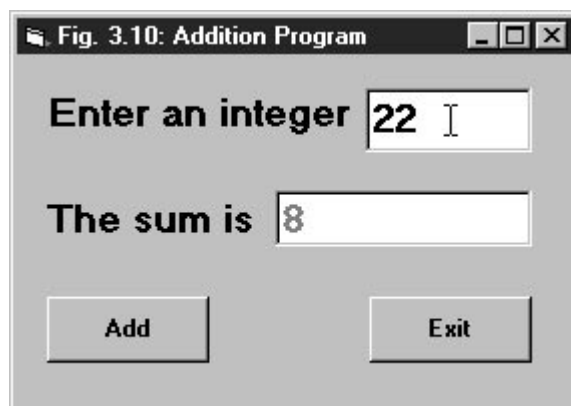 Fig. 3.10: Addition Program
Enter an integer 22
The sum is 8
Add Exit